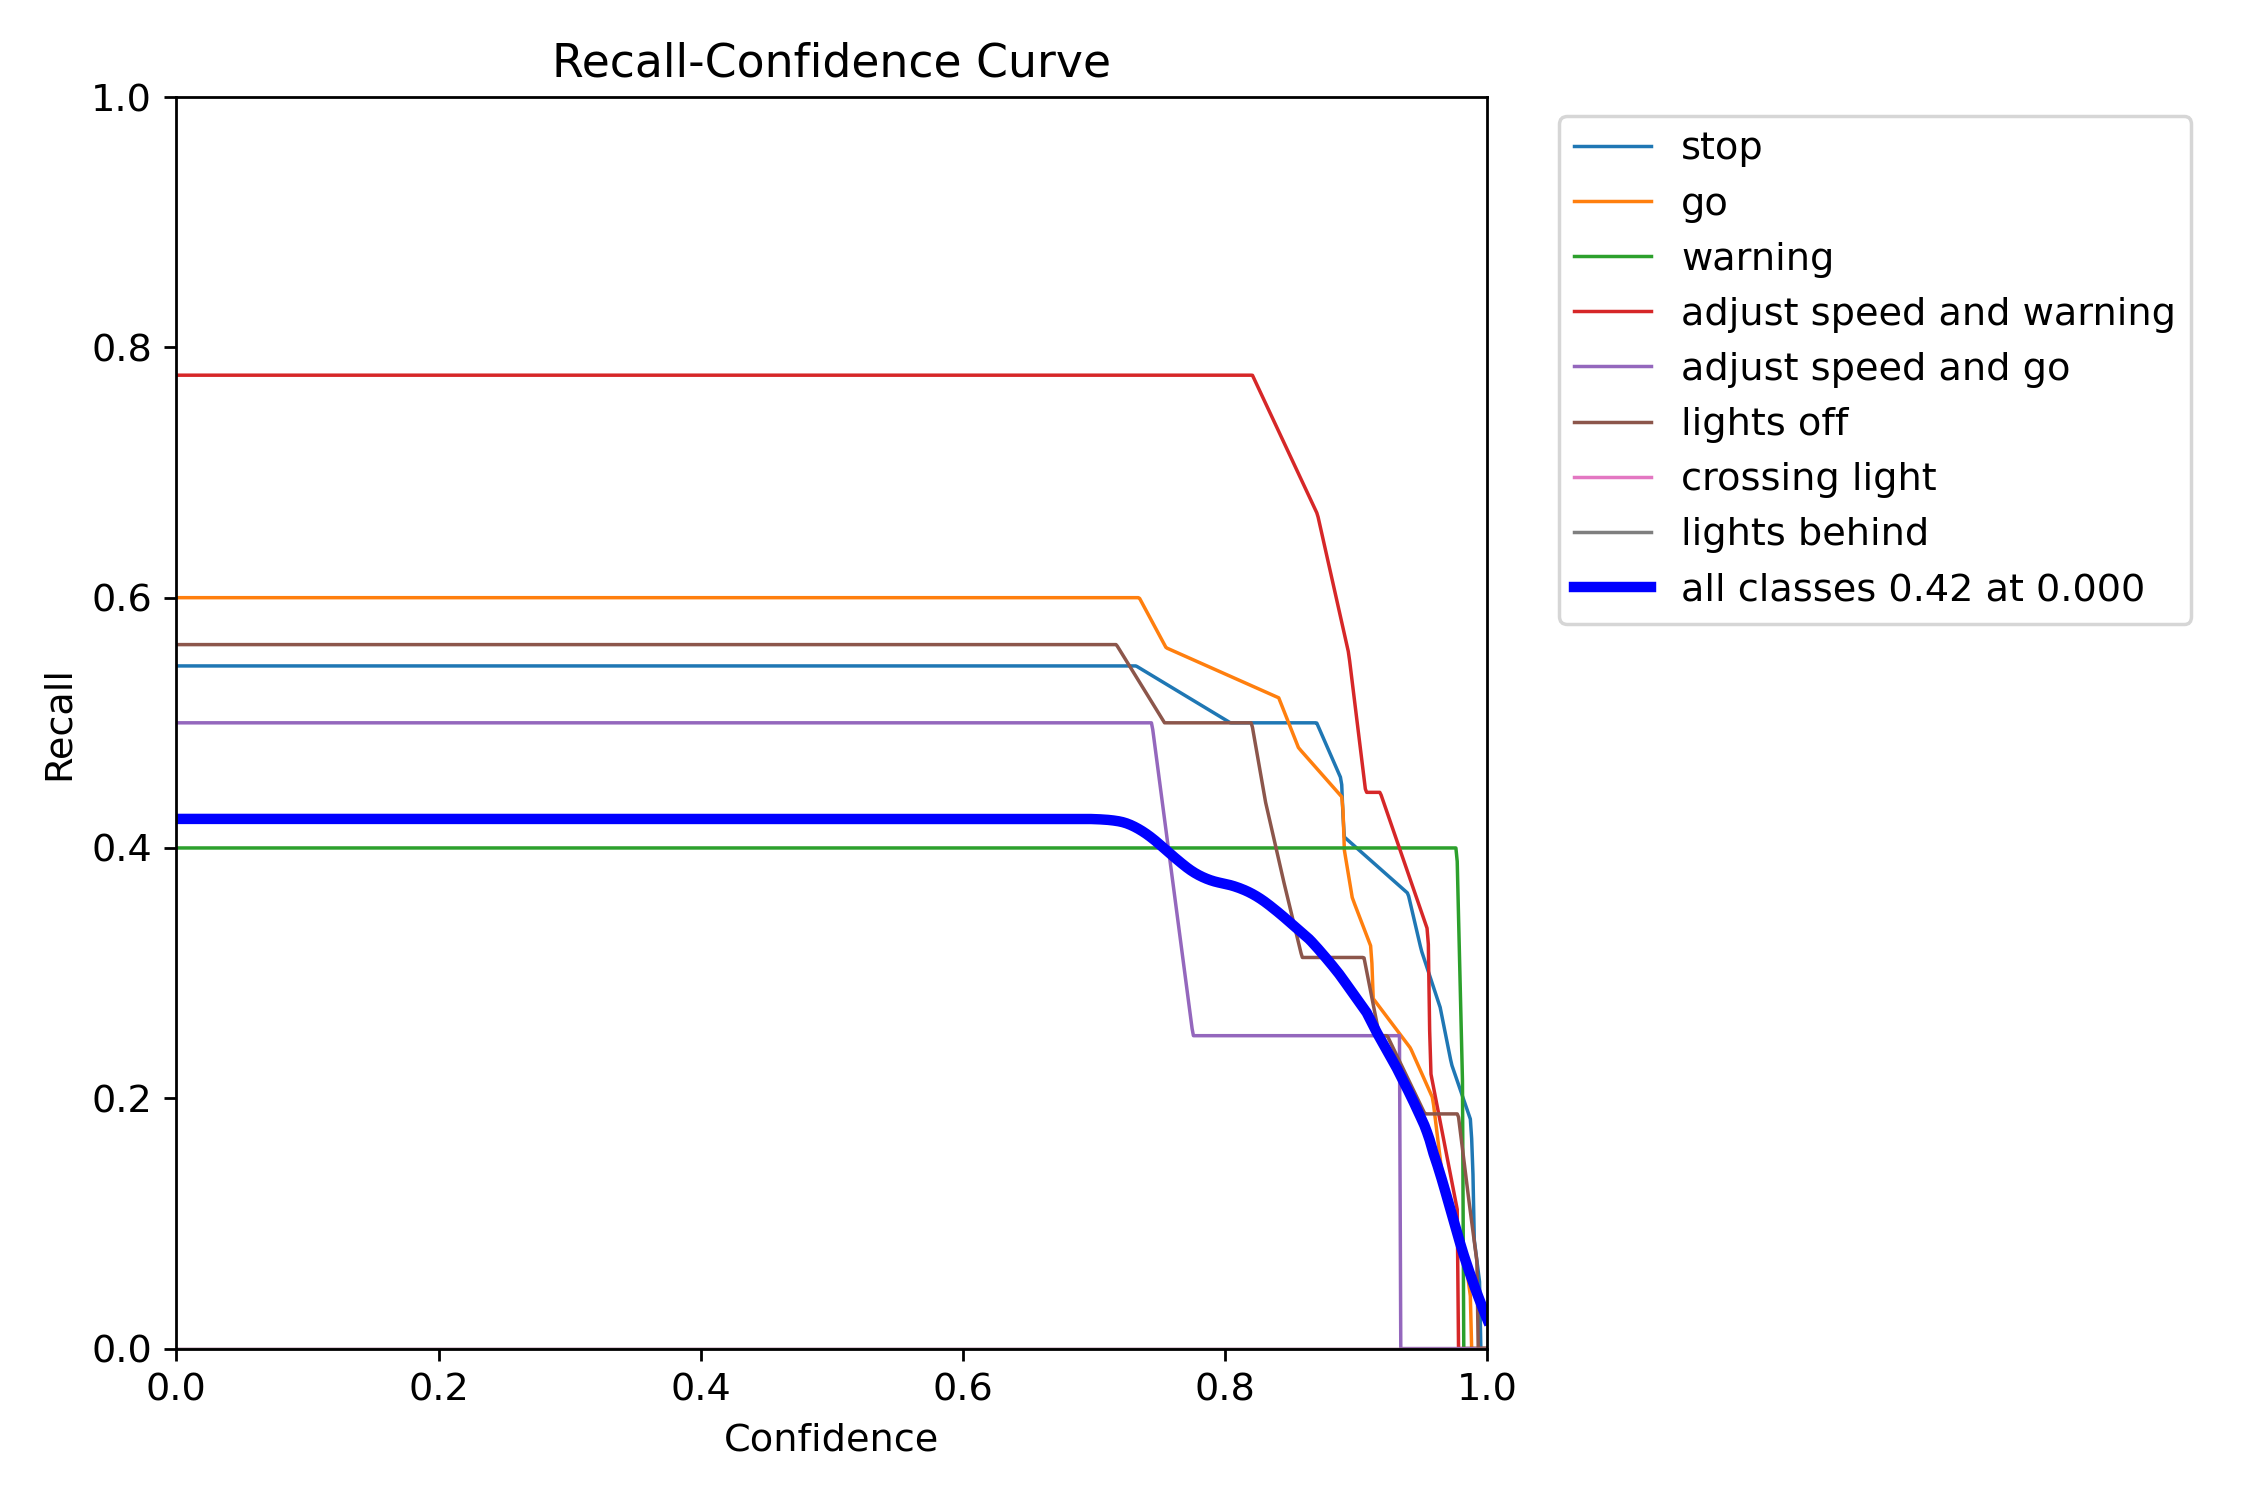 Recall-Confidence Curve
1.0
0.8
0.6
0.4
0.2
0.0
Recall
0.0 0.2 0.4 0.6 0.8 1.0
Confidence
stop
go
warning
adjust speed and warning
adjust speed and go
lights off
crossing light
lights behind
all classes 0.42 at 0.000